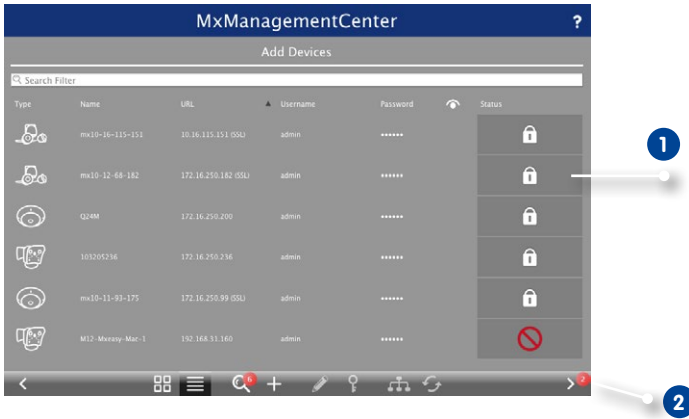 MxManagementCenter ?
Add Devices
Search Filter
Type Name URL Username Password Status
mx10-16-115-151 10.16.115.151 (SSL) admin ••••••
1
mx10-12-68-182 172.16.250.182 (SSL) admin ••••••
Q24M 172.16.250.200 admin ••••••
103205236 172.16.250.236 admin ••••••
mx10-11-93-175 172.16.250.99 (SSL) admin ••••••
M12-Mxeasy-Mac-1 192.168.31.160 admin ••••••
6 2
2